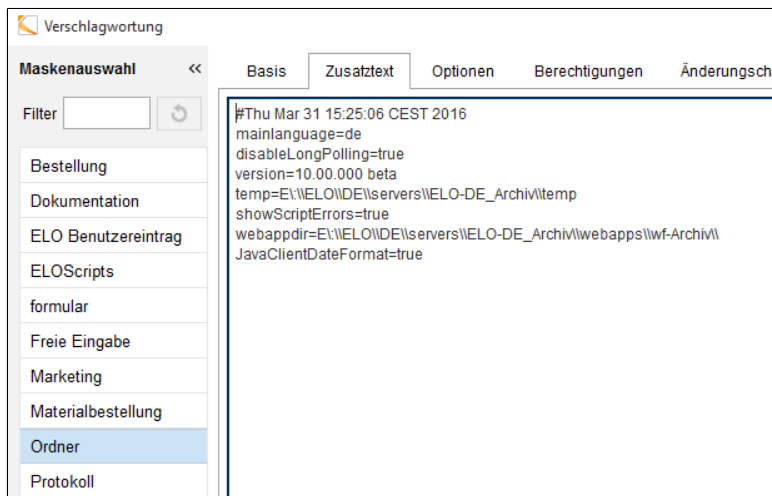 Verschlagwortung
Maskenauswahl <<
Filter
Bestellung
Dokumentation
ELO Benutzereintrag
ELOScripts
formular
Freie Eingabe
Marketing
Materialbestellung
Ordner
Protokoll
Basis Zusatztext Optionen Berechtigungen Änderungsch
#Thu Mar 31 15:25:06 CEST 2016
mainlanguage=de
disableLongPolling=true
version=10.00.000 beta
temp=E\:\\ELO\\DE\\servers\\ELO-DE_Archiv\\temp
showScriptErrors=true
webappdir=E\:\\ELO\\DE\\servers\\ELO-DE_Archiv\\webapps\\wf-Archiv\\
JavaClientDateFormat=true